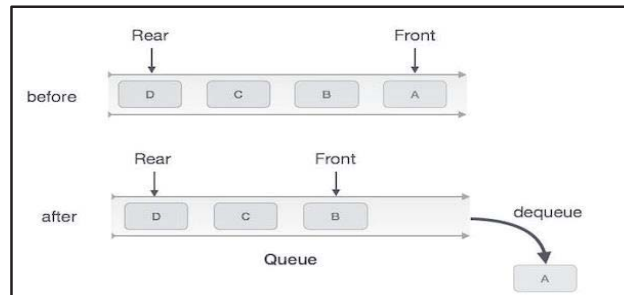 Rear Front
before D C B A
Rear Front
after D C B dequeue
Queue
A